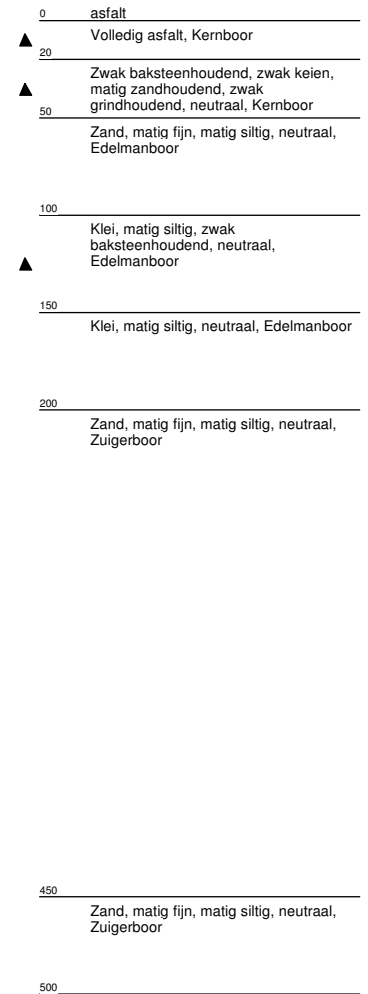 0 asfalt
Volledig asfalt, Kernboor
20
Zwak baksteenhoudend, zwak keien,
matig zandhoudend, zwak
grindhoudend, neutraal, Kernboor
50
Zand, matig fijn, matig siltig, neutraal,
Edelmanboor
100
Klei, matig siltig, zwak
baksteenhoudend, neutraal,
Edelmanboor
150
Klei, matig siltig, neutraal, Edelmanboor
200
Zand, matig fijn, matig siltig, neutraal,
Zuigerboor
450
Zand, matig fijn, matig siltig, neutraal,
Zuigerboor
500